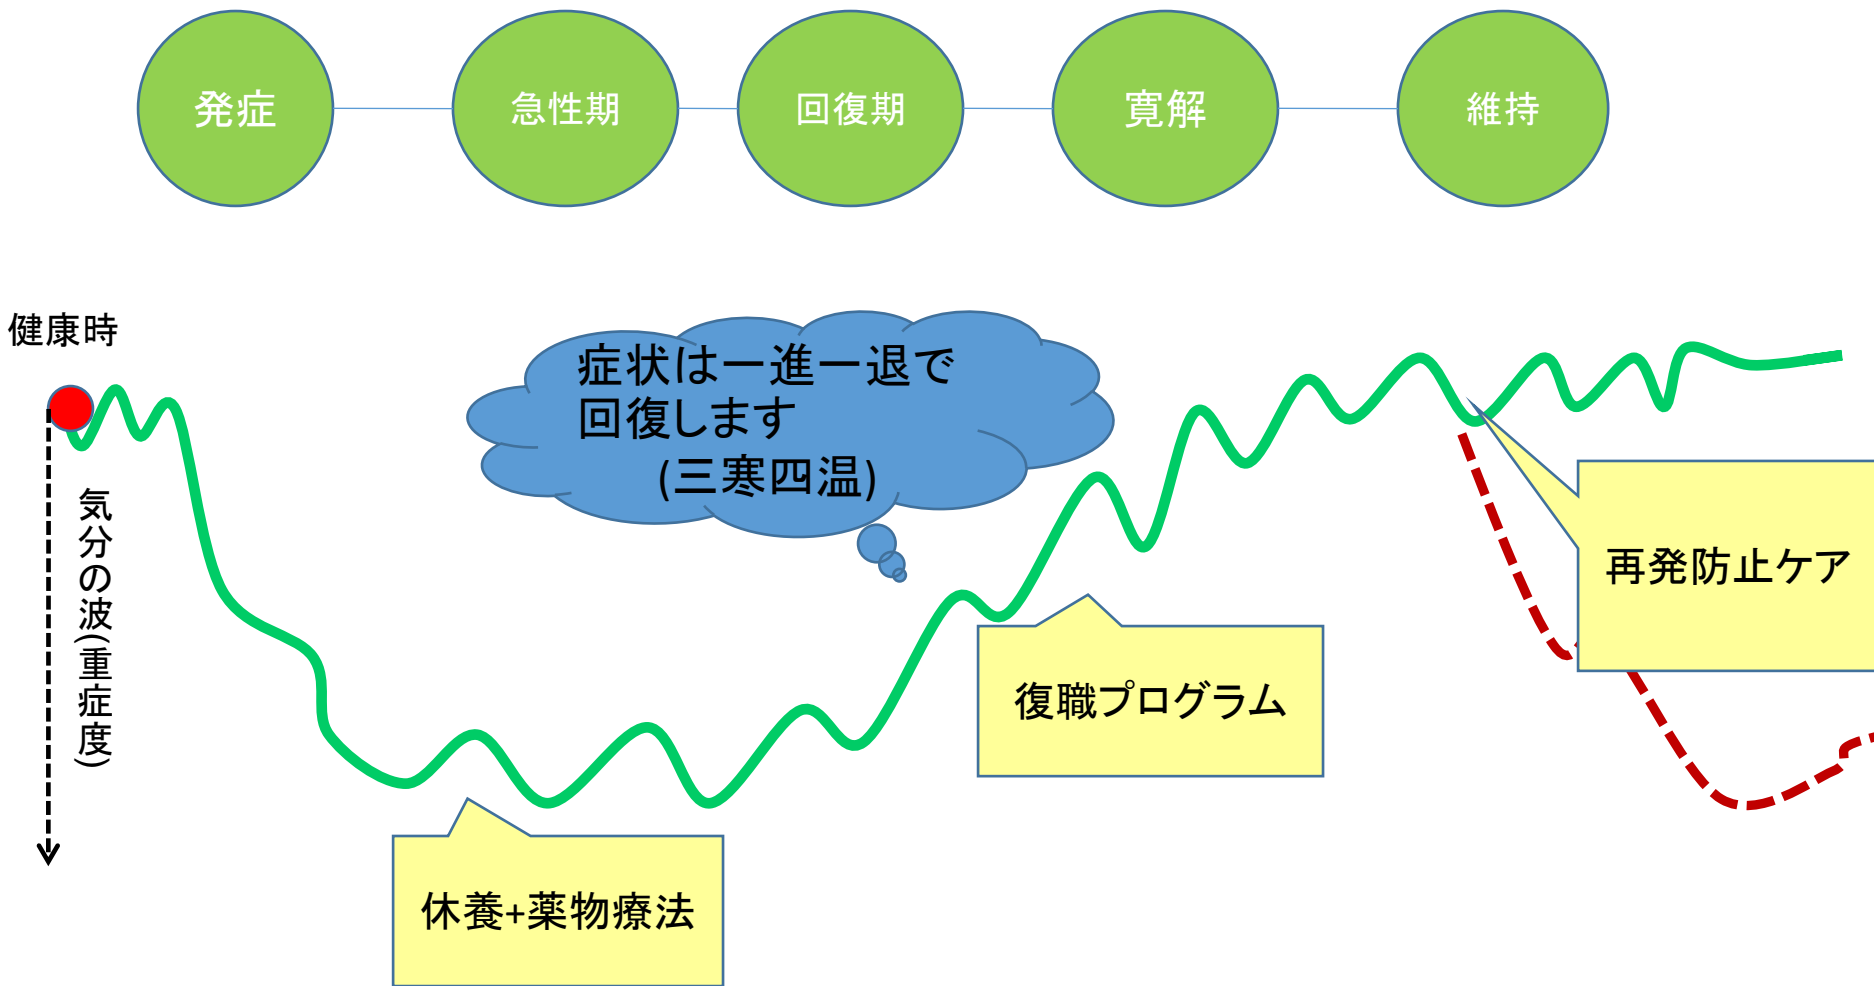 発症
急性期
回復期
寛解
維持
健康時
症状は一進一退で
回復します
(三寒四温)
気分の波(重症度)
再発防止ケア
復職プログラム
休養+薬物療法